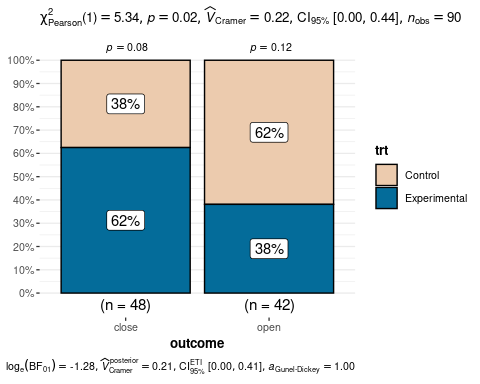 χ²Pearson(1) = 5.34, p = 0.02, V̂Cramer = 0.22, CI95% [0.00, 0.44], nobs = 90
p = 0.08 p = 0.12
100%
90%
80%
70%
60%
50%
40%
30%
20%
10%
0%
38%
62%
62%
38%
(n = 48) (n = 42)
close open
outcome
trt
Control
Experimental
loge(BF01) = -1.28, V̂posteriorCramer = 0.21, CIETI95% [0.00, 0.41], aGunel-Dickey = 1.00